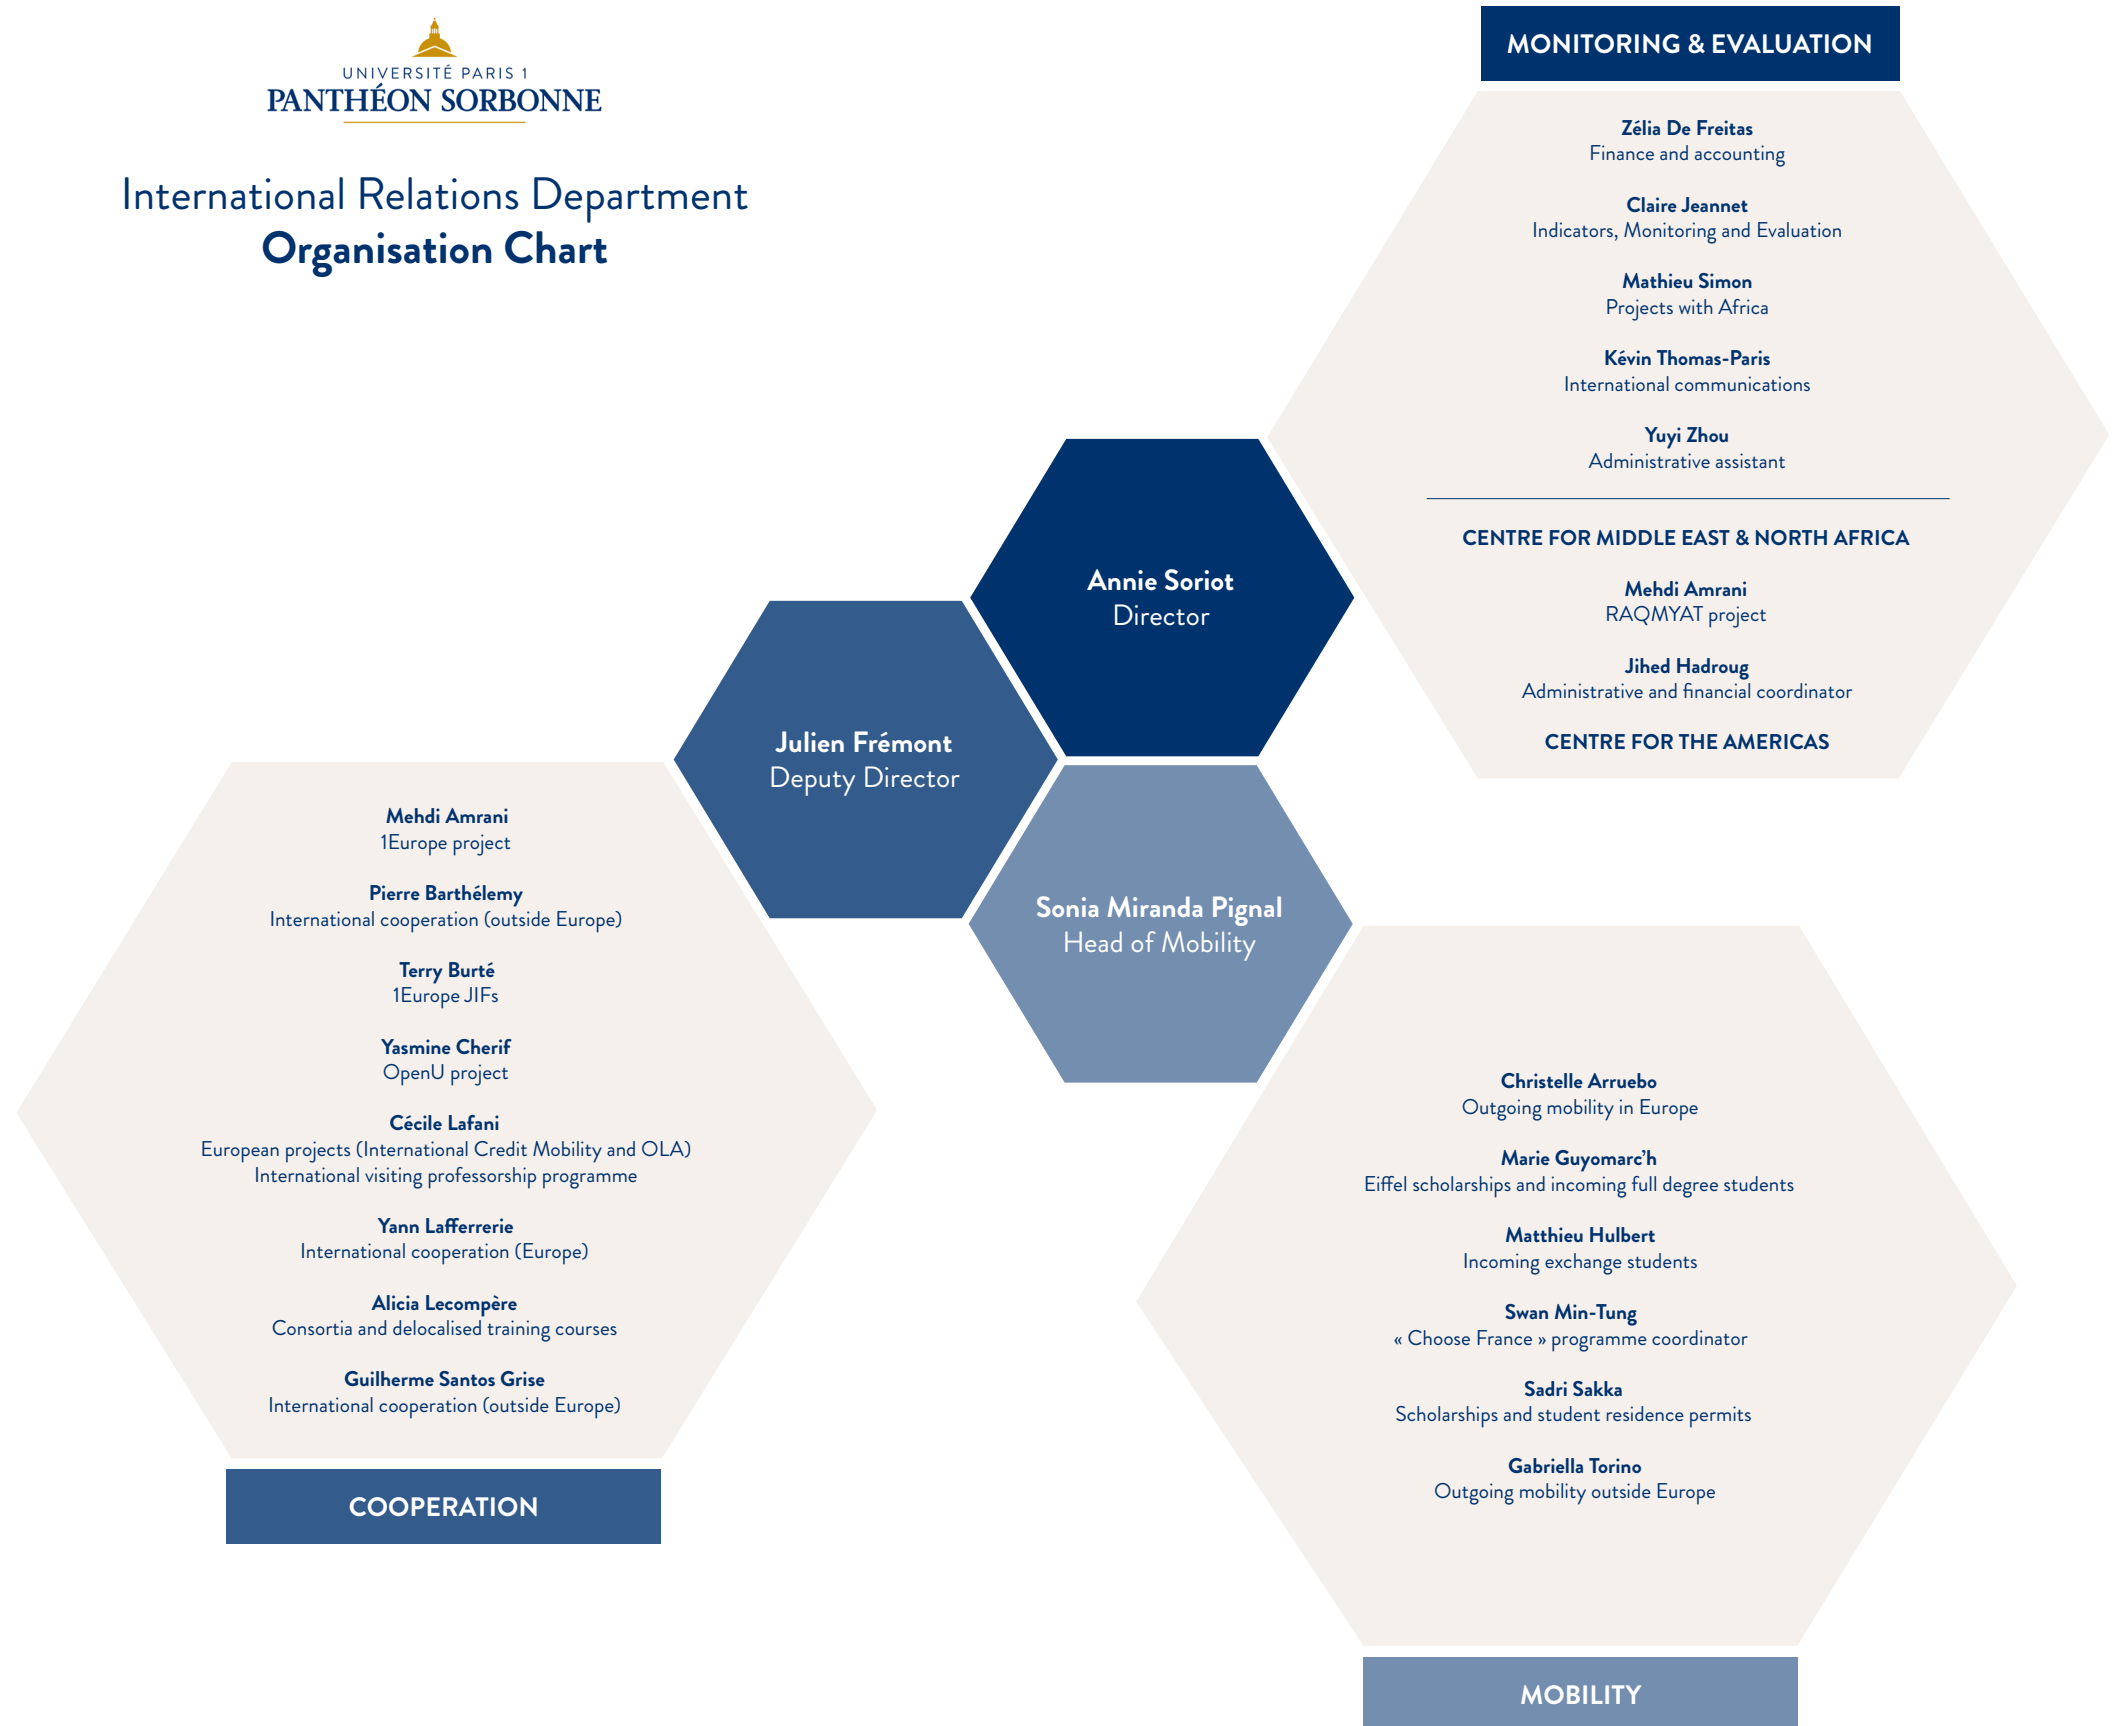 UNIVERSITÉ PARIS 1
PANTHÉON SORBONNE
International Relations Department
Organisation Chart
MONITORING & EVALUATION
Zélia De Freitas
Finance and accounting
Claire Jeannet
Indicators, Monitoring and Evaluation
Mathieu Simon
Projects with Africa
Kévin Thomas-Paris
International communications
Yuyi Zhou
Administrative assistant
CENTRE FOR MIDDLE EAST & NORTH AFRICA
Mehdi Amrani
RAQMYAT project
Jihed Hadroug
Administrative and financial coordinator
CENTRE FOR THE AMERICAS
Annie Soriot
Director
Julien Frémont
Deputy Director
Sonia Miranda Pignal
Head of Mobility
Mehdi Amrani
1Europe project
Pierre Barthélemy
International cooperation (outside Europe)
Terry Burté
1Europe JIFs
Yasmine Cherif
OpenU project
Cécile Lafani
European projects (International Credit Mobility and OLA)
International visiting professorship programme
Yann Lafferrerie
International cooperation (Europe)
Alicia Lecompère
Consortia and delocalised training courses
Guilherme Santos Grise
International cooperation (outside Europe)
COOPERATION
Christelle Arruebo
Outgoing mobility in Europe
Marie Guyomarc’h
Eiffel scholarships and incoming full degree students
Matthieu Hulbert
Incoming exchange students
Swan Min-Tung
« Choose France » programme coordinator
Sadri Sakka
Scholarships and student residence permits
Gabriella Torino
Outgoing mobility outside Europe
MOBILITY